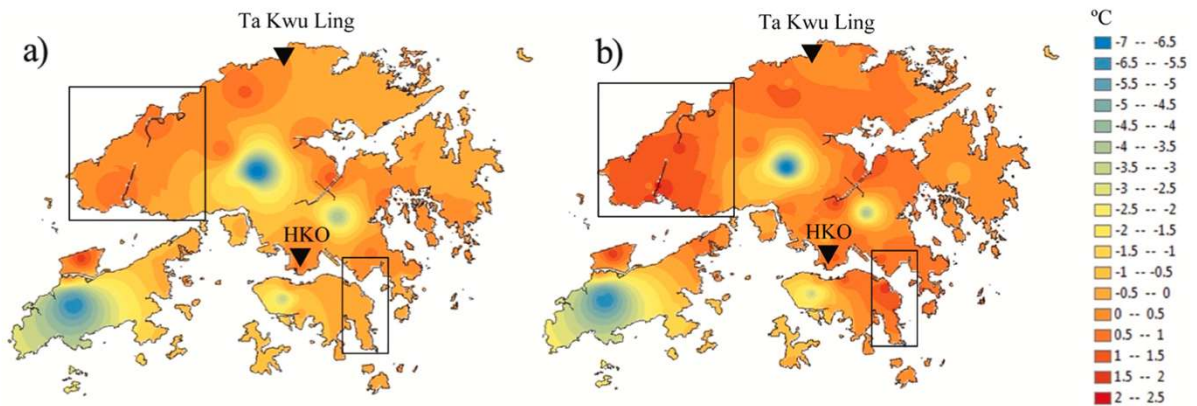 Ta Kwu Ling
Ta Kwu Ling
ºC
a)
b)
-7 -- -6.5
-6.5 -- -5.5
-5.5 -- -5
-5 -- -4.5
-4.5 -- -4
-4 -- -3.5
-3.5 -- -3
-3 -- -2.5
-2.5 -- -2
-2 -- -1.5
-1.5 -- -1
-1 -- -0.5
-0.5 -- 0
0 -- 0.5
0.5 -- 1
1 -- 1.5
1.5 -- 2
2 -- 2.5
HKO
HKO